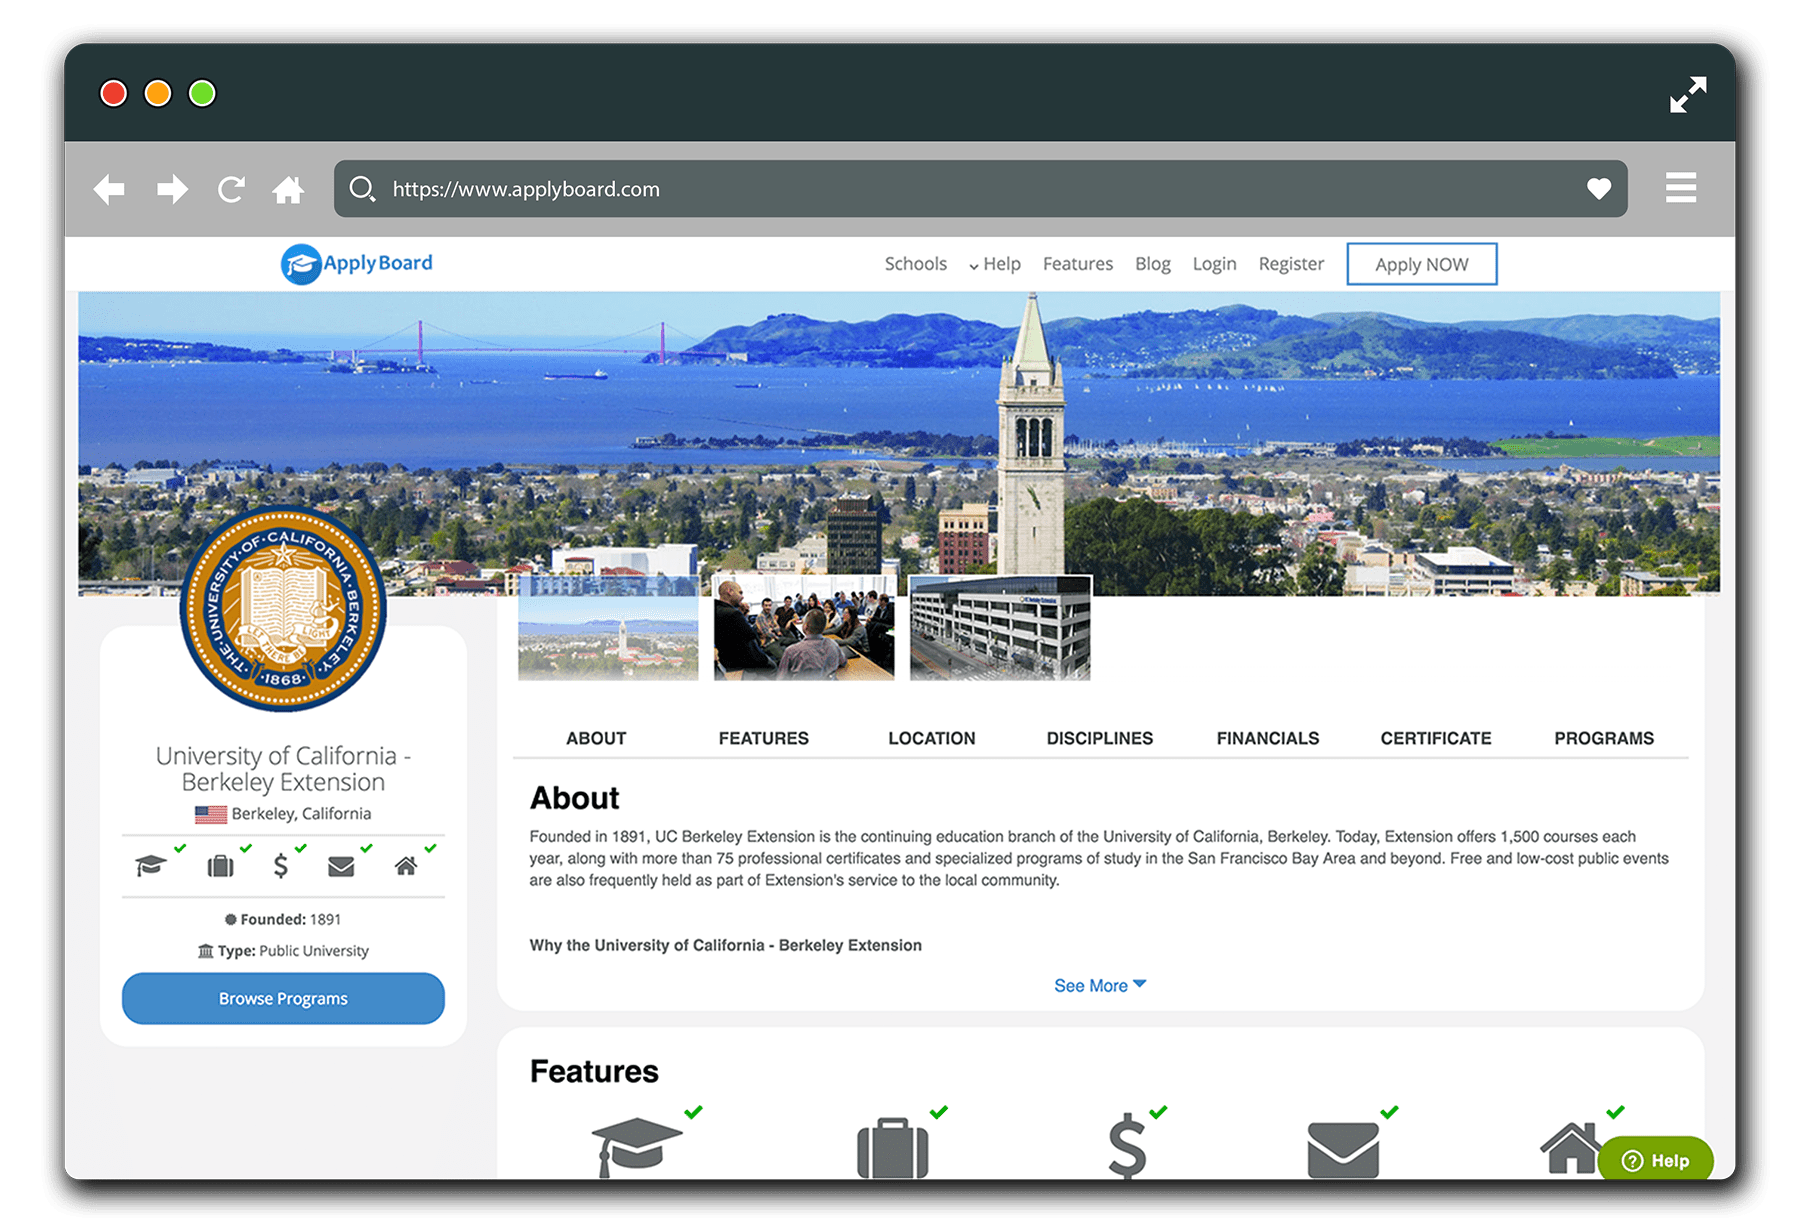 https://www.applyboard.com
ApplyBoard
Schools Help Features Blog Login Register Apply NOW
THE·UNIVERSITY·OF·CALIFORNIA·BERKELEY·
LET THERE BE LIGHT
·1868·
University of California -
Berkeley Extension
Berkeley, California
Founded: 1891
Type: Public University
Browse Programs
ABOUT FEATURES LOCATION DISCIPLINES FINANCIALS CERTIFICATE PROGRAMS
About
Founded in 1891, UC Berkeley Extension is the continuing education branch of the University of California, Berkeley. Today, Extension offers 1,500 courses each
year, along with more than 75 professional certificates and specialized programs of study in the San Francisco Bay Area and beyond. Free and low-cost public events
are also frequently held as part of Extension's service to the local community.
Why the University of California - Berkeley Extension
See More
Features
Help